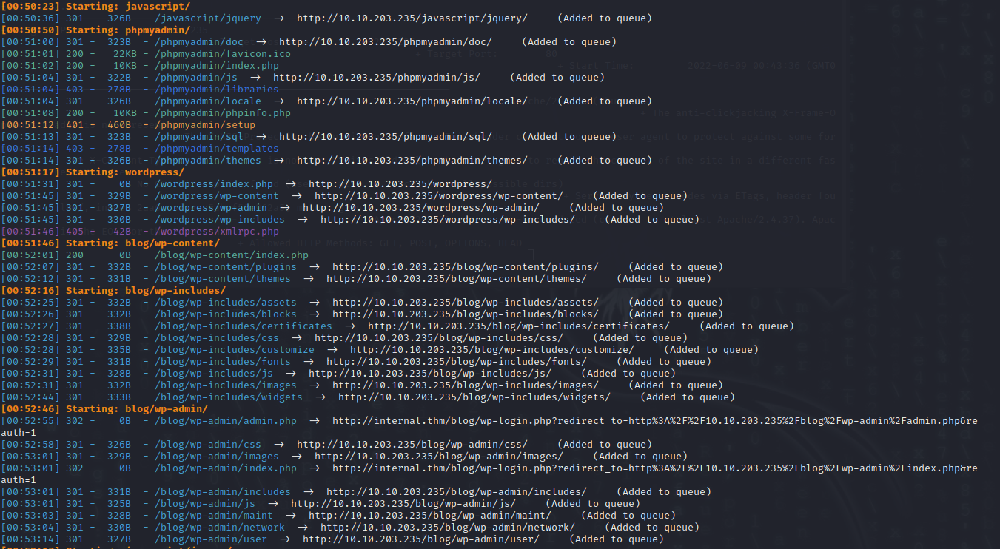 [00:50:23] Starting: javascript/
[00:50:36] 301 - 326B - /javascript/jquery → http://10.10.203.235/javascript/jquery/ (Added to queue)
[00:50:50] Starting: phpmyadmin/
[00:51:00] 301 - 323B - /phpmyadmin/doc → http://10.10.203.235/phpmyadmin/doc/ (Added to queue)
[00:51:01] 200 - 22KB - /phpmyadmin/favicon.ico
[00:51:02] 200 - 10KB - /phpmyadmin/index.php
[00:51:04] 301 - 322B - /phpmyadmin/js → http://10.10.203.235/phpmyadmin/js/ (Added to queue)
[00:51:04] 403 - 278B - /phpmyadmin/libraries
[00:51:04] 301 - 326B - /phpmyadmin/locale → http://10.10.203.235/phpmyadmin/locale/ (Added to queue)
[00:51:08] 200 - 10KB - /phpmyadmin/phpinfo.php
[00:51:12] 401 - 460B - /phpmyadmin/setup
[00:51:13] 301 - 323B - /phpmyadmin/sql → http://10.10.203.235/phpmyadmin/sql/ (Added to queue)
[00:51:14] 403 - 278B - /phpmyadmin/templates
[00:51:14] 301 - 326B - /phpmyadmin/themes → http://10.10.203.235/phpmyadmin/themes/ (Added to queue)
[00:51:17] Starting: wordpress/
[00:51:31] 301 - 0B - /wordpress/index.php → http://10.10.203.235/wordpress/
[00:51:45] 301 - 329B - /wordpress/wp-content → http://10.10.203.235/wordpress/wp-content/ (Added to queue)
[00:51:45] 301 - 327B - /wordpress/wp-admin → http://10.10.203.235/wordpress/wp-admin/ (Added to queue)
[00:51:45] 301 - 330B - /wordpress/wp-includes → http://10.10.203.235/wordpress/wp-includes/ (Added to queue)
[00:51:46] 405 - 42B - /wordpress/xmlrpc.php
[00:51:46] Starting: blog/wp-content/
[00:52:01] 200 - 0B - /blog/wp-content/index.php
[00:52:07] 301 - 332B - /blog/wp-content/plugins → http://10.10.203.235/blog/wp-content/plugins/ (Added to queue)
[00:52:12] 301 - 331B - /blog/wp-content/themes → http://10.10.203.235/blog/wp-content/themes/ (Added to queue)
[00:52:16] Starting: blog/wp-includes/
[00:52:25] 301 - 332B - /blog/wp-includes/assets → http://10.10.203.235/blog/wp-includes/assets/ (Added to queue)
[00:52:26] 301 - 332B - /blog/wp-includes/blocks → http://10.10.203.235/blog/wp-includes/blocks/ (Added to queue)
[00:52:27] 301 - 338B - /blog/wp-includes/certificates → http://10.10.203.235/blog/wp-includes/certificates/ (Added to queue)
[00:52:28] 301 - 329B - /blog/wp-includes/css → http://10.10.203.235/blog/wp-includes/css/ (Added to queue)
[00:52:28] 301 - 335B - /blog/wp-includes/customize → http://10.10.203.235/blog/wp-includes/customize/ (Added to queue)
[00:52:29] 301 - 331B - /blog/wp-includes/fonts → http://10.10.203.235/blog/wp-includes/fonts/ (Added to queue)
[00:52:31] 301 - 328B - /blog/wp-includes/js → http://10.10.203.235/blog/wp-includes/js/ (Added to queue)
[00:52:31] 301 - 332B - /blog/wp-includes/images → http://10.10.203.235/blog/wp-includes/images/ (Added to queue)
[00:52:44] 301 - 333B - /blog/wp-includes/widgets → http://10.10.203.235/blog/wp-includes/widgets/ (Added to queue)
[00:52:46] Starting: blog/wp-admin/
[00:52:55] 302 - 0B - /blog/wp-admin/admin.php → http://internal.thm/blog/wp-login.php?redirect_to=http%3A%2F%2F10.10.203.235%2Fblog%2Fwp-admin%2Fadmin.php&re
auth=1
[00:52:58] 301 - 326B - /blog/wp-admin/css → http://10.10.203.235/blog/wp-admin/css/ (Added to queue)
[00:53:01] 301 - 329B - /blog/wp-admin/images → http://10.10.203.235/blog/wp-admin/images/ (Added to queue)
[00:53:01] 302 - 0B - /blog/wp-admin/index.php → http://internal.thm/blog/wp-login.php?redirect_to=http%3A%2F%2F10.10.203.235%2Fblog%2Fwp-admin%2Findex.php&re
auth=1
[00:53:01] 301 - 331B - /blog/wp-admin/includes → http://10.10.203.235/blog/wp-admin/includes/ (Added to queue)
[00:53:01] 301 - 325B - /blog/wp-admin/js → http://10.10.203.235/blog/wp-admin/js/ (Added to queue)
[00:53:03] 301 - 328B - /blog/wp-admin/maint → http://10.10.203.235/blog/wp-admin/maint/ (Added to queue)
[00:53:04] 301 - 330B - /blog/wp-admin/network → http://10.10.203.235/blog/wp-admin/network/ (Added to queue)
[00:53:14] 301 - 327B - /blog/wp-admin/user → http://10.10.203.235/blog/wp-admin/user/ (Added to queue)